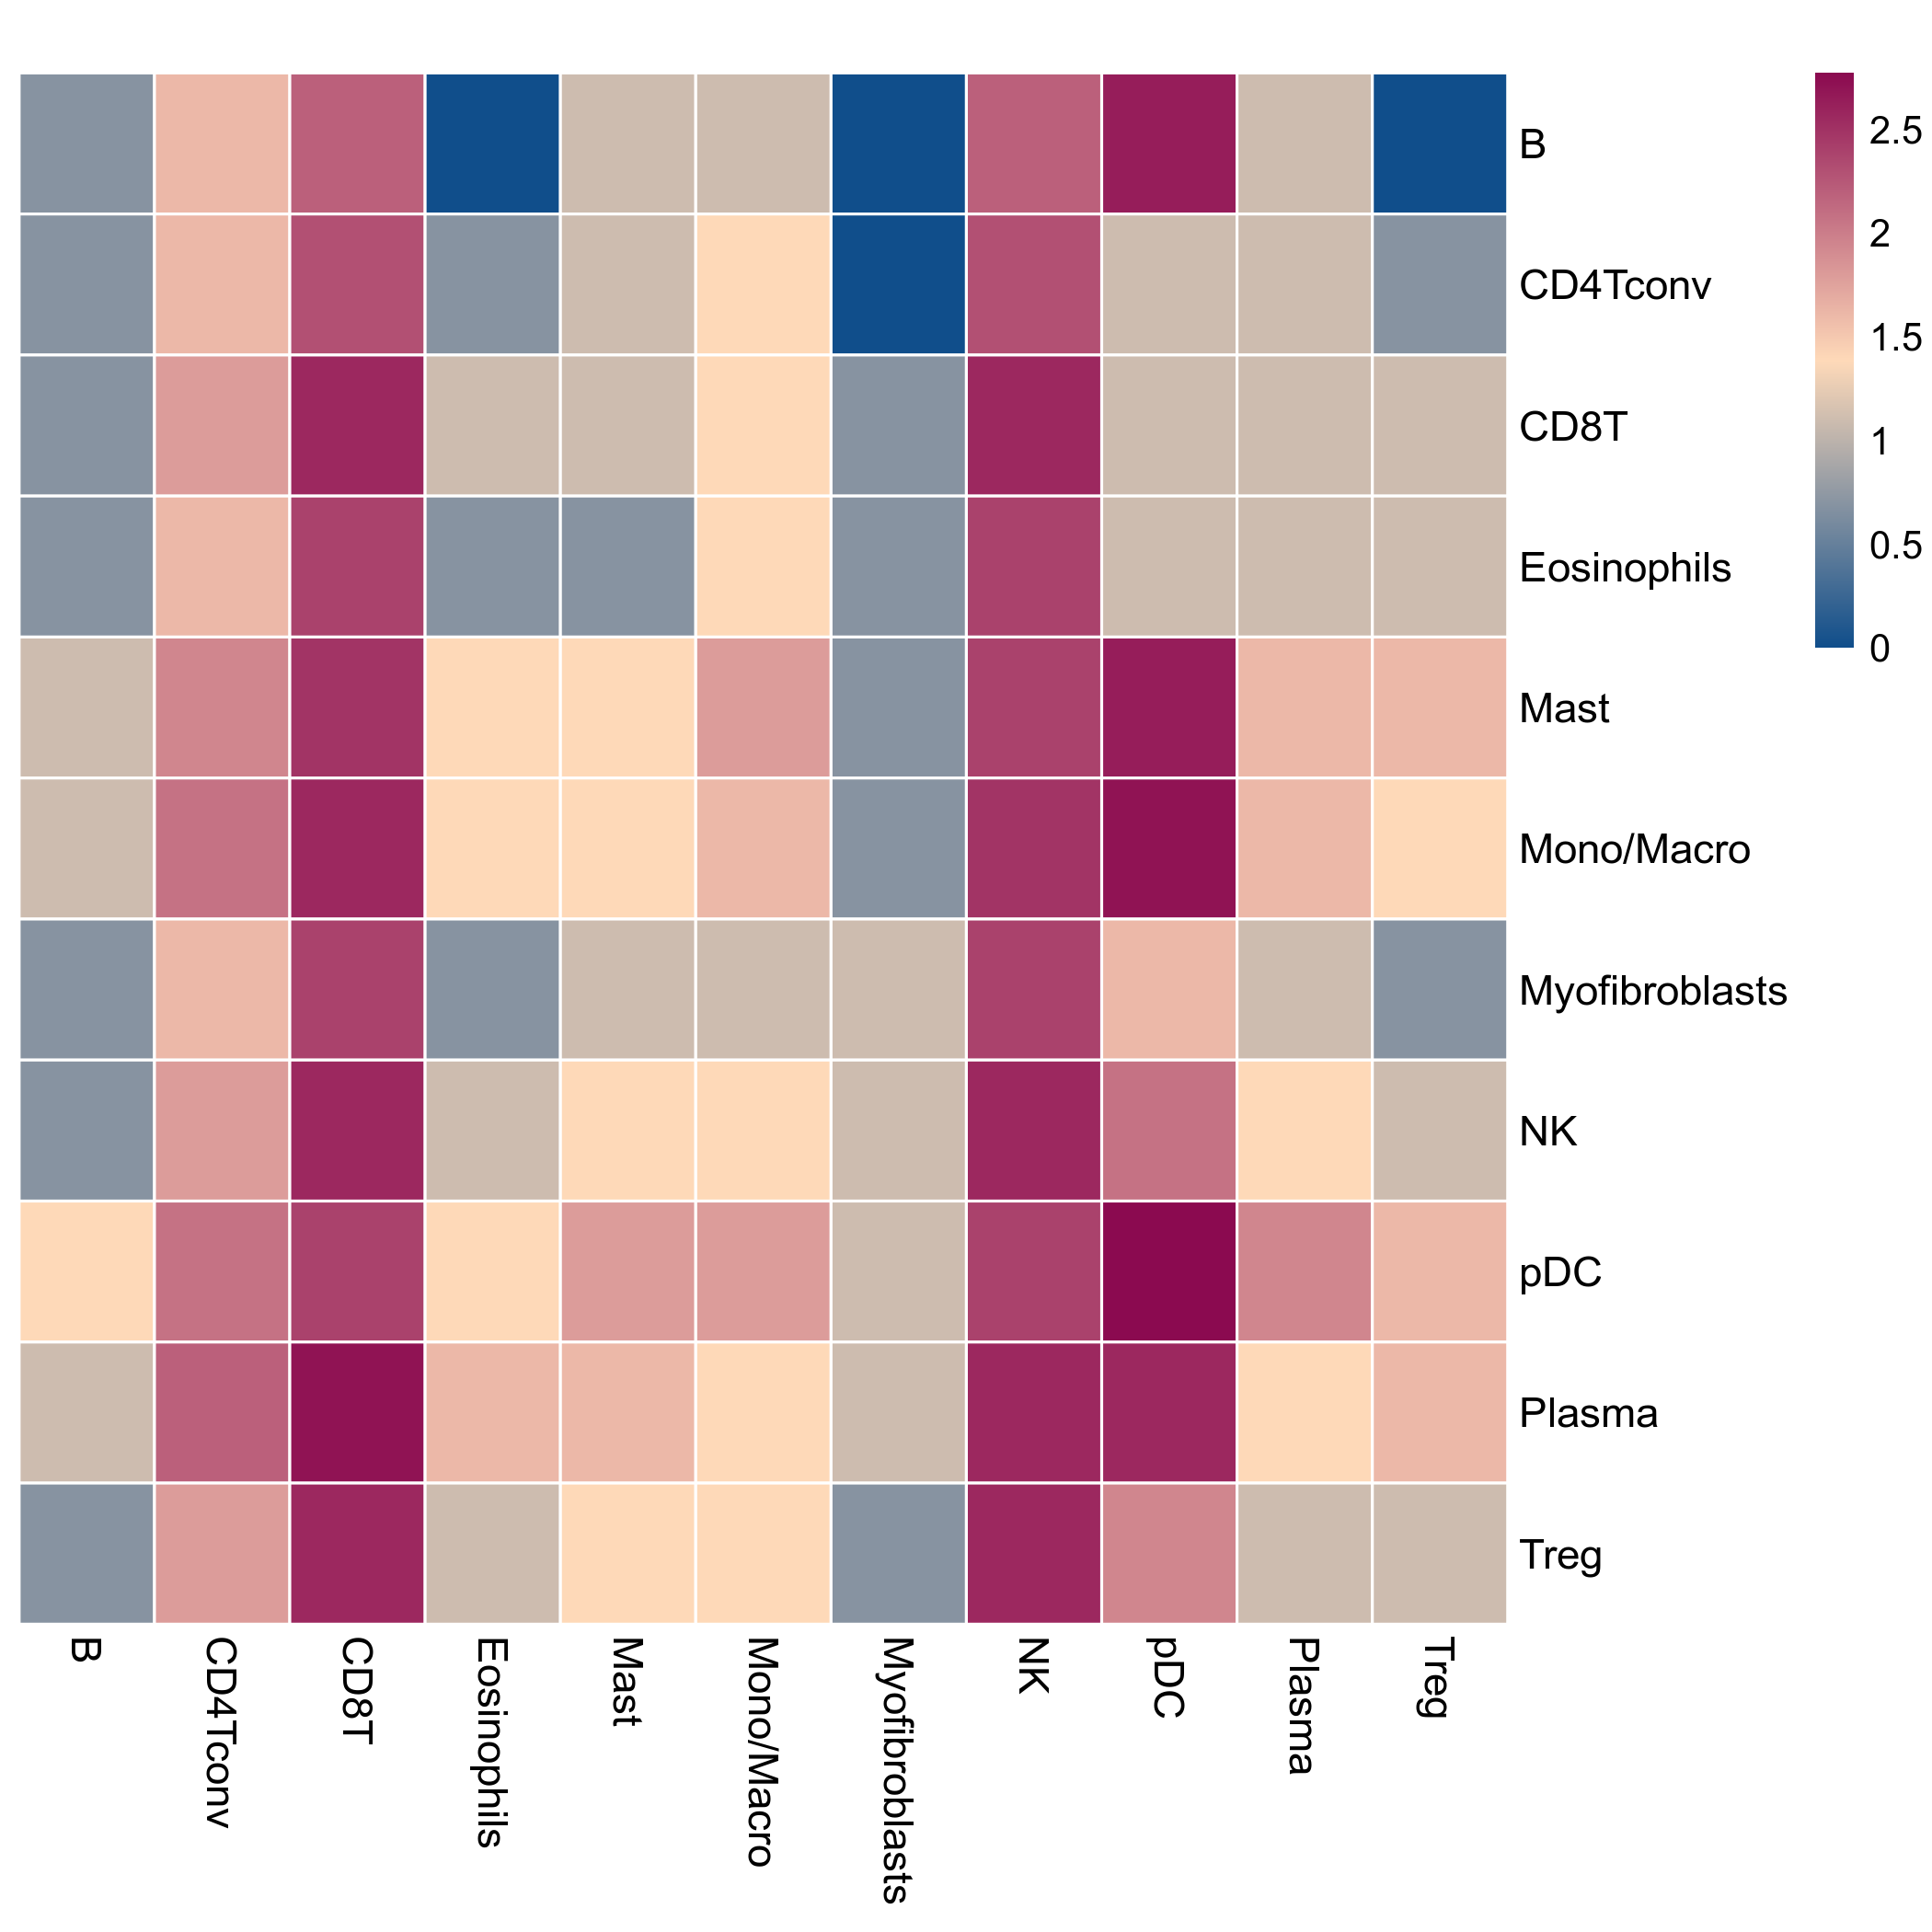 B
CD4Tconv
CD8T
Eosinophils
Mast
Mono/Macro
Myofibroblasts
NK
pDC
Plasma
Treg
2.5
2
1.5
1
0.5
0
B
CD4Tconv
CD8T
Eosinophils
Mast
Mono/Macro
Myofibroblasts
NK
pDC
Plasma
Treg